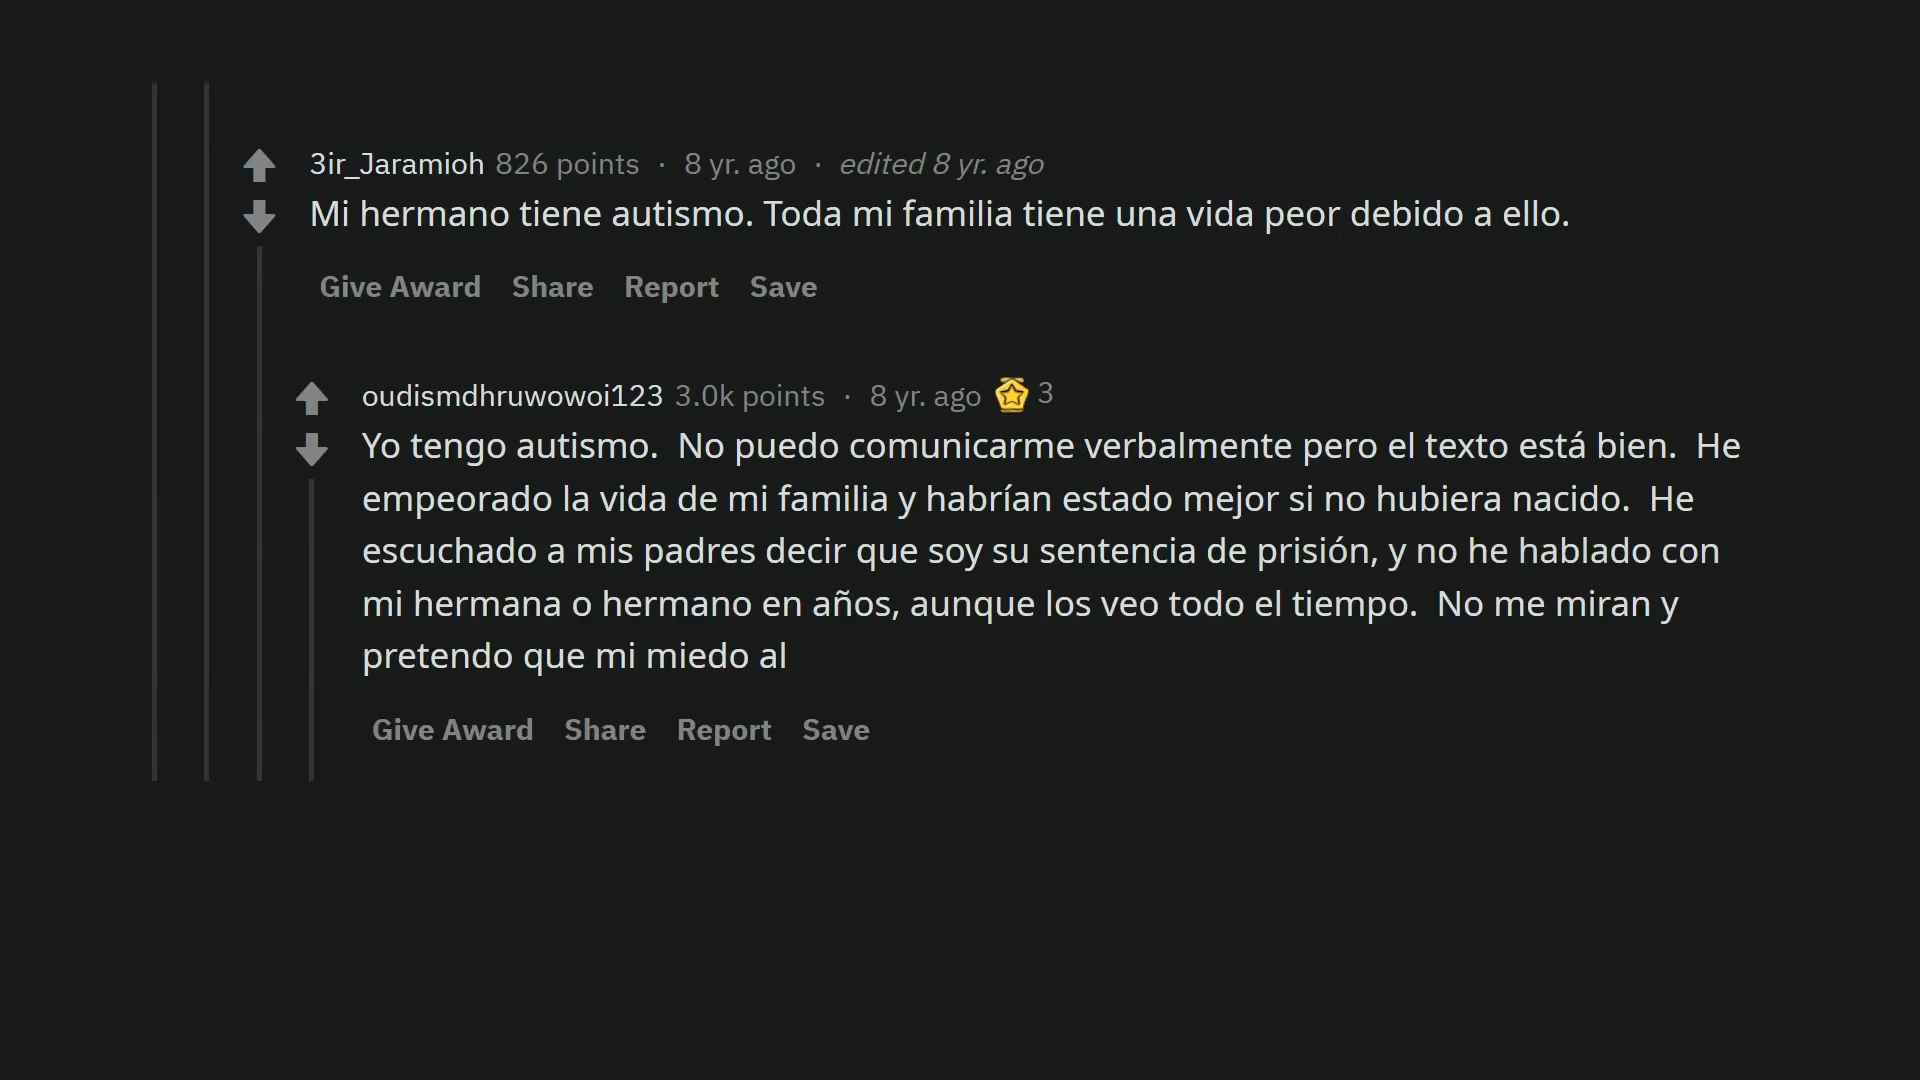 3ir_Jaramioh 826 points · 8 yr. ago · edited 8 yr. ago
Mi hermano tiene autismo. Toda mi familia tiene una vida peor debido a ello.
Give Award Share Report Save
oudismdhruwowoi123 3.0k points · 8 yr. ago 3
Yo tengo autismo. No puedo comunicarme verbalmente pero el texto está bien. He
empeorado la vida de mi familia y habrían estado mejor si no hubiera nacido. He
escuchado a mis padres decir que soy su sentencia de prisión, y no he hablado con
mi hermana o hermano en años, aunque los veo todo el tiempo. No me miran y
pretendo que mi miedo al
Give Award Share Report Save